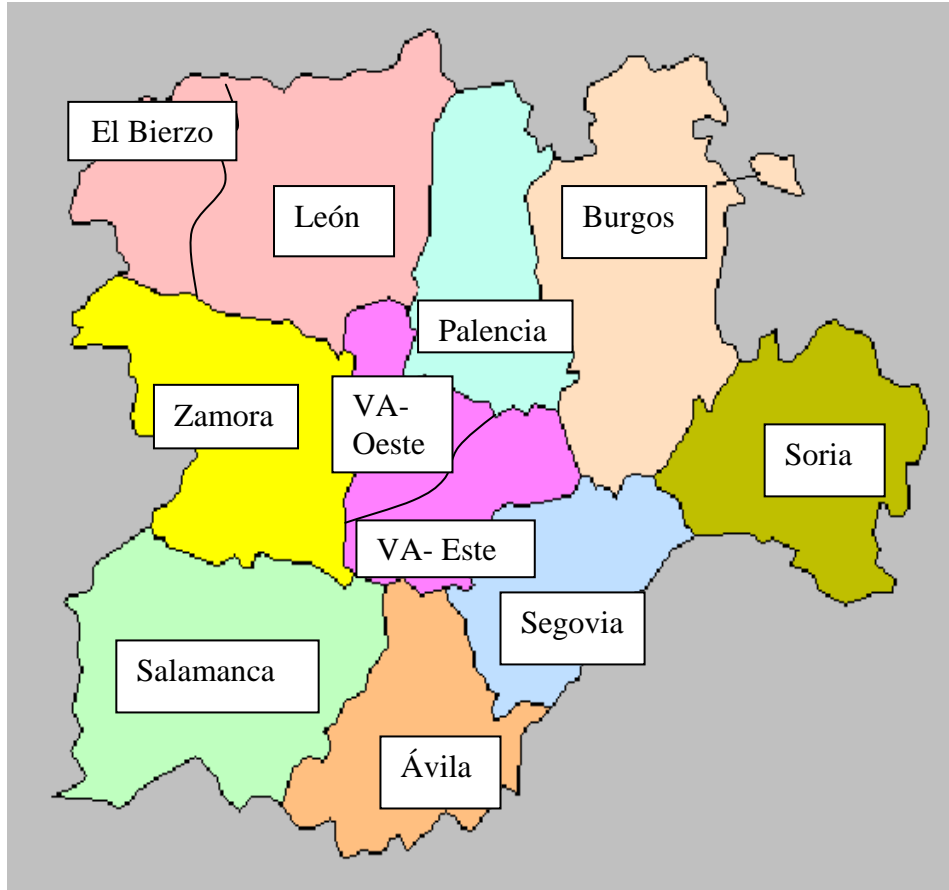 El Bierzo
León
Burgos
Palencia
Zamora
VA-
Oeste
Soria
VA- Este
Segovia
Salamanca
Ávila